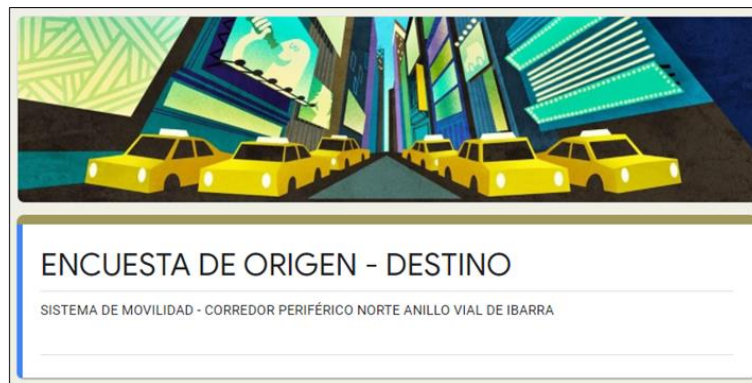 ENCUESTA DE ORIGEN - DESTINO
SISTEMA DE MOVILIDAD - CORREDOR PERIFÉRICO NORTE ANILLO VIAL DE IBARRA